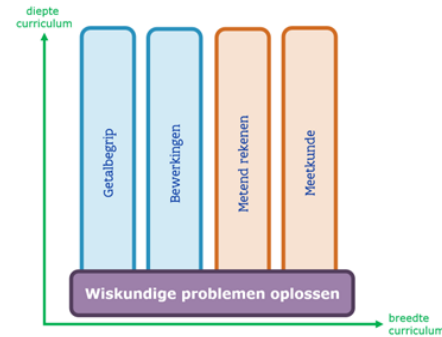 diepte
curriculum
Getalbegrip
Bewerkingen
Metend rekenen
Meetkunde
Wiskundige problemen oplossen
breedte
curriculum